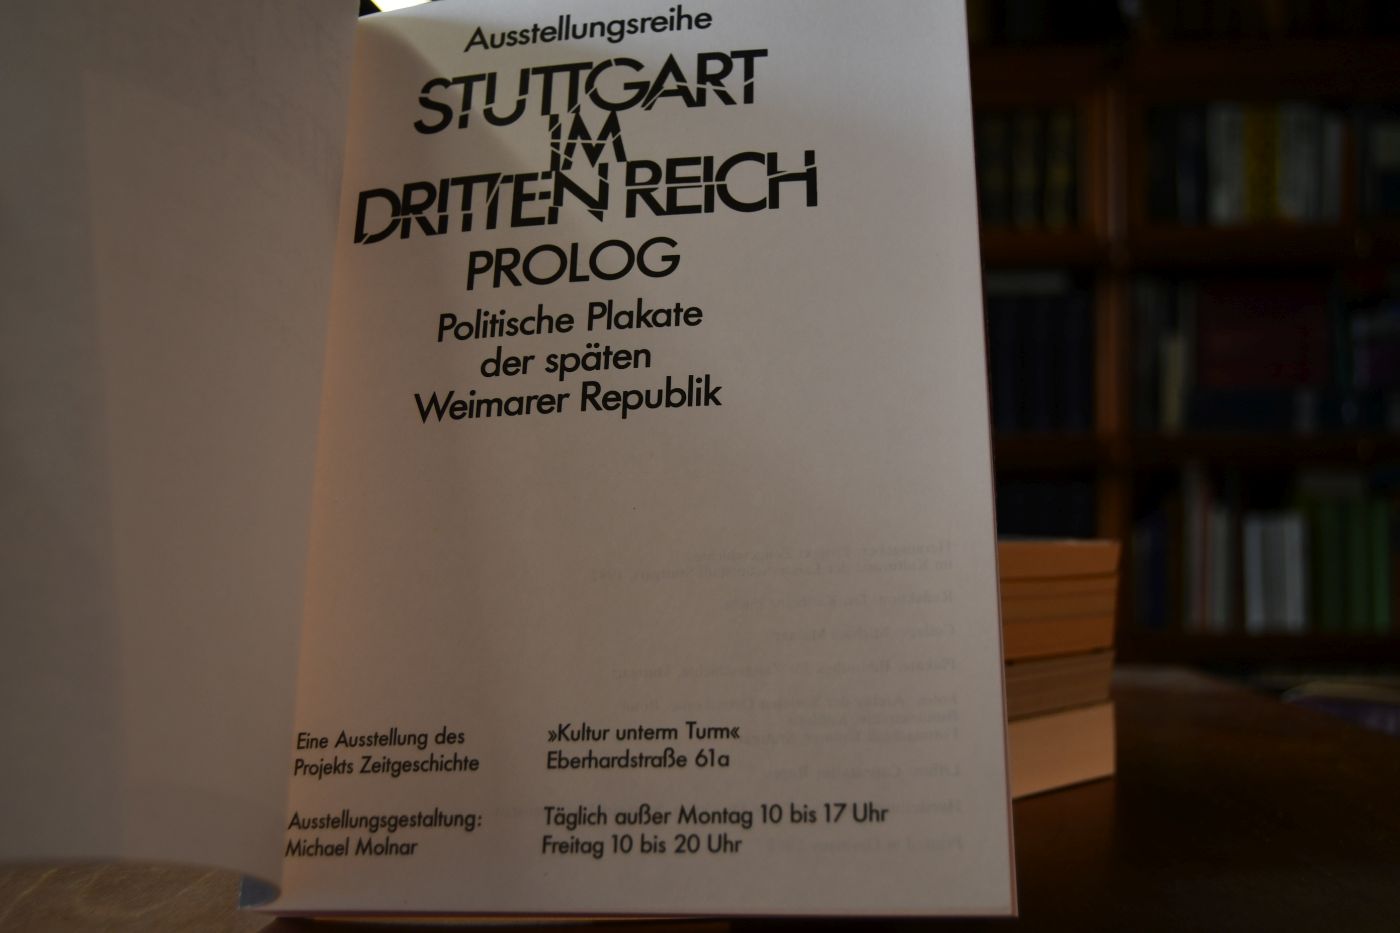 Ausstellungsreihe
STUTTGART
IM
DRITTEN REICH
PROLOG
Politische Plakate
der späten
Weimarer Republik
Eine Ausstellung des
Projekts Zeitgeschichte
Ausstellungsgestaltung:
Michael Molnar
»Kultur unterm Turm«
Eberhardstraße 61a
Täglich außer Montag 10 bis 17 Uhr
Freitag 10 bis 20 Uhr